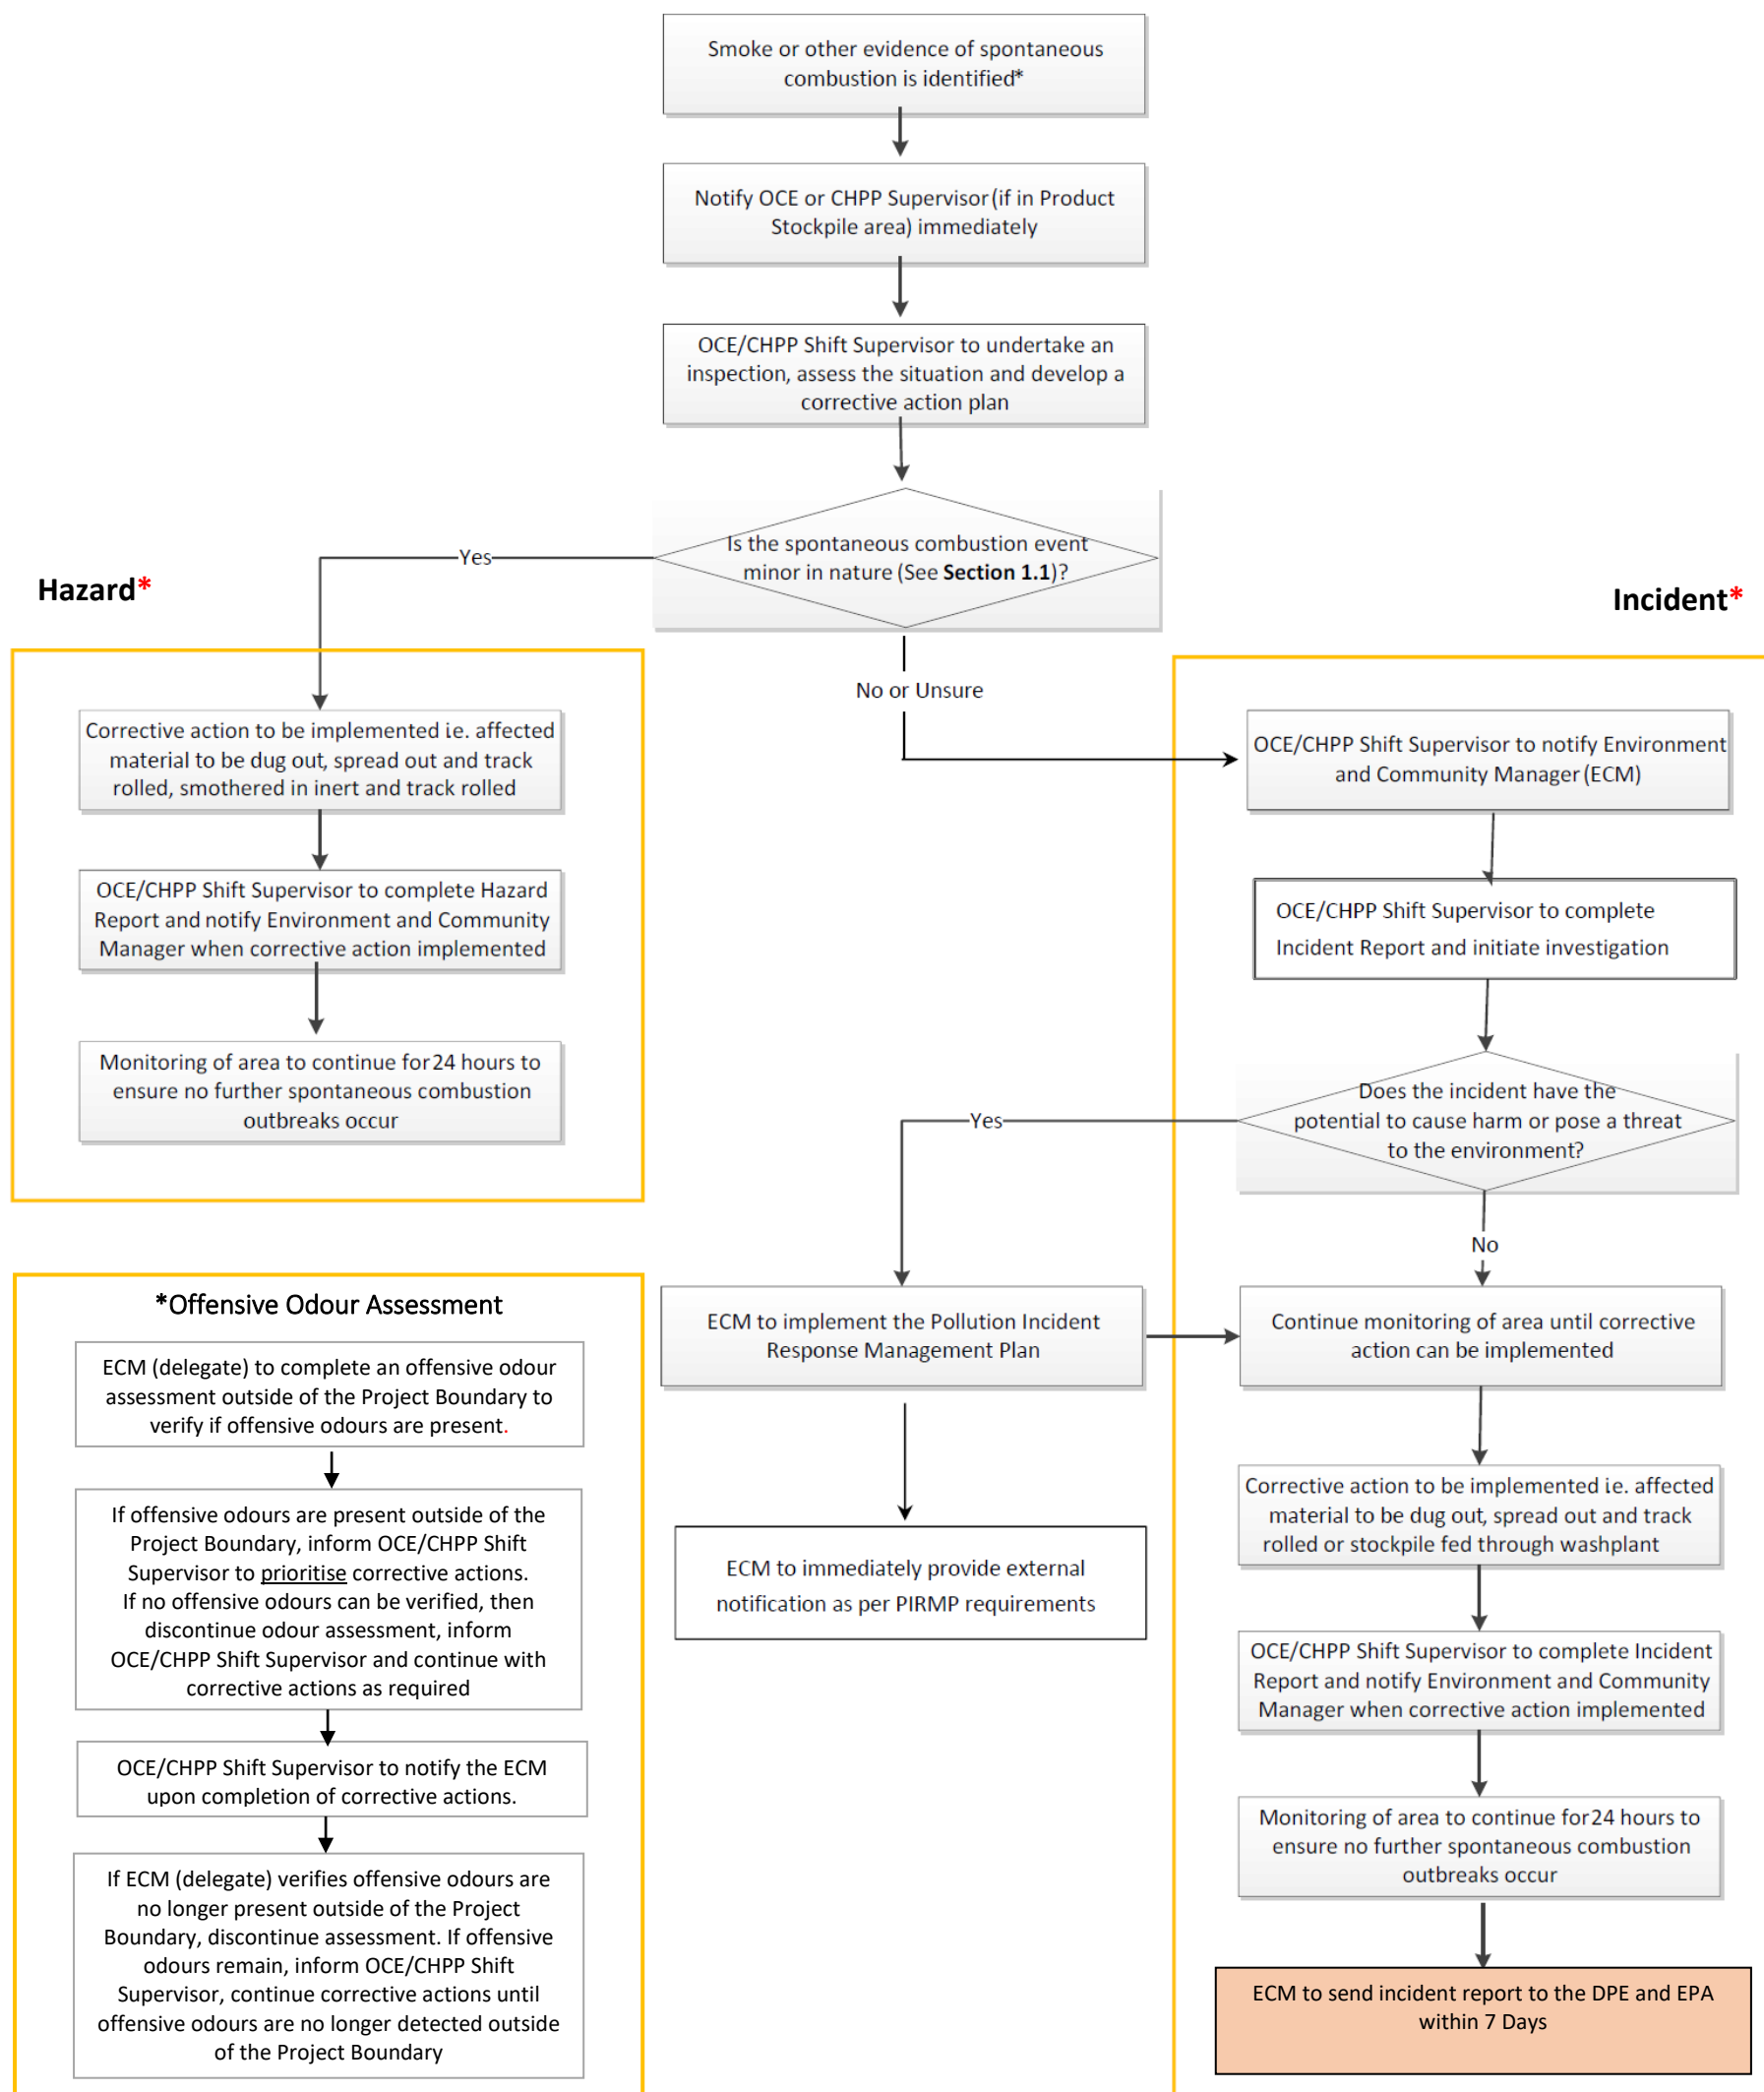 Smoke or other evidence of spontaneous
combustion is identified*
Notify OCE or CHPP Supervisor (if in Product
Stockpile area) immediately
OCE/CHPP Shift Supervisor to undertake an
inspection, assess the situation and develop a
corrective action plan
Is the spontaneous combustion event
minor in nature (See Section 1.1)?
Yes
No or Unsure
Hazard*
Corrective action to be implemented i.e. affected
material to be dug out, spread out and track
rolled, smothered in inert and track rolled
OCE/CHPP Shift Supervisor to complete Hazard
Report and notify Environment and Community
Manager when corrective action implemented
Monitoring of area to continue for 24 hours to
ensure no further spontaneous combustion
outbreaks occur
Incident*
OCE/CHPP Shift Supervisor to notify Environment
and Community Manager (ECM)
OCE/CHPP Shift Supervisor to complete
Incident Report and initiate investigation
Does the incident have the
potential to cause harm or pose a threat
to the environment?
Yes
No
ECM to implement the Pollution Incident
Response Management Plan
ECM to immediately provide external
notification as per PIRMP requirements
Continue monitoring of area until corrective
action can be implemented
Corrective action to be implemented i.e. affected
material to be dug out, spread out and track
rolled or stockpile fed through washplant
OCE/CHPP Shift Supervisor to complete Incident
Report and notify Environment and Community
Manager when corrective action implemented
Monitoring of area to continue for 24 hours to
ensure no further spontaneous combustion
outbreaks occur
ECM to send incident report to the DPE and EPA
within 7 Days
*Offensive Odour Assessment
ECM (delegate) to complete an offensive odour
assessment outside of the Project Boundary to
verify if offensive odours are present.
If offensive odours are present outside of the
Project Boundary, inform OCE/CHPP Shift
Supervisor to prioritise corrective actions.
If no offensive odours can be verified, then
discontinue odour assessment, inform
OCE/CHPP Shift Supervisor and continue with
corrective actions as required
OCE/CHPP Shift Supervisor to notify the ECM
upon completion of corrective actions.
If ECM (delegate) verifies offensive odours are
no longer present outside of the Project
Boundary, discontinue assessment. If offensive
odours remain, inform OCE/CHPP Shift
Supervisor, continue corrective actions until
offensive odours are no longer detected outside
of the Project Boundary